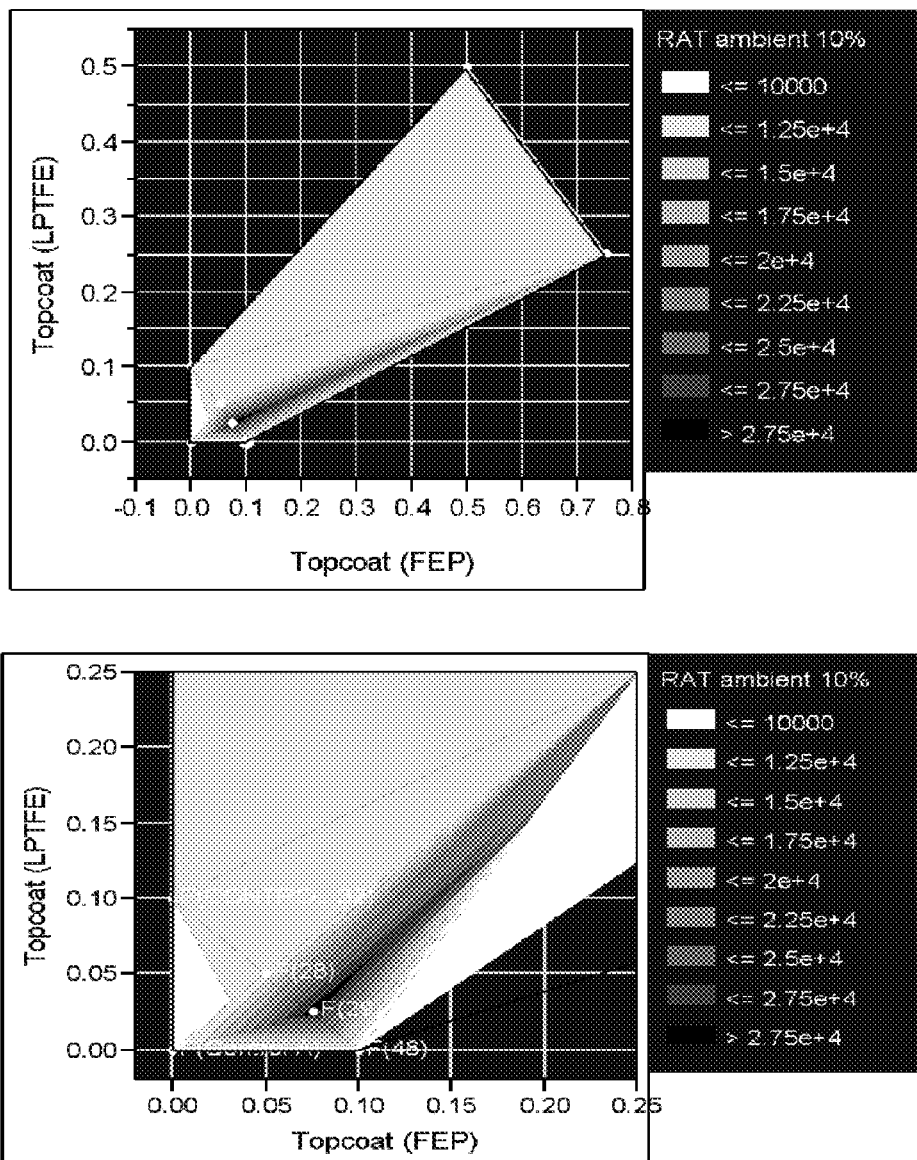 RAT ambient 10%
<= 10000
<= 1.25e+4
<= 1.5e+4
<= 1.75e+4
<= 2e+4
<= 2.25e+4
<= 2.5e+4
<= 2.75e+4
> 2.75e+4
Topcoat (LPTFE)
0.5
0.4
0.3
0.2
0.1
0.0
-0.1 0.0 0.1 0.2 0.3 0.4 0.5 0.6 0.7 0.8
Topcoat (FEP)
RAT ambient 10%
<= 10000
<= 1.25e+4
<= 1.5e+4
<= 1.75e+4
<= 2e+4
<= 2.25e+4
<= 2.5e+4
<= 2.75e+4
> 2.75e+4
Topcoat (LPTFE)
0.25
0.20
0.15
0.10
0.05
0.00
F(48)
0.00 0.05 0.10 0.15 0.20 0.25
Topcoat (FEP)